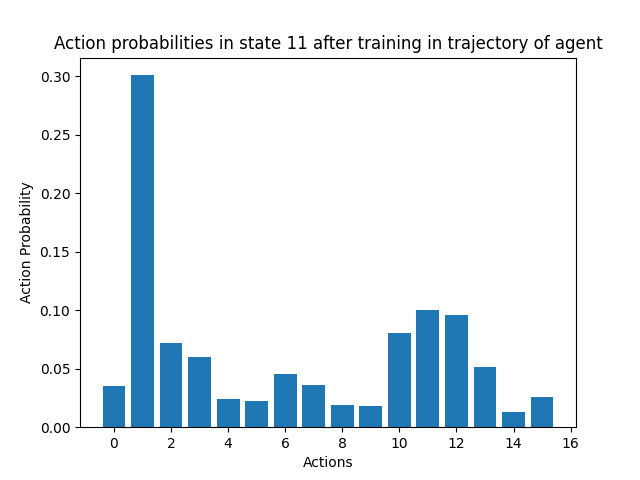 Action probabilities in state 11 after training in trajectory of agent
0.30
0.25
0.20
0.15
0.10
0.05
0.00
Action Probability
0 2 4 6 8 10 12 14 16
Actions